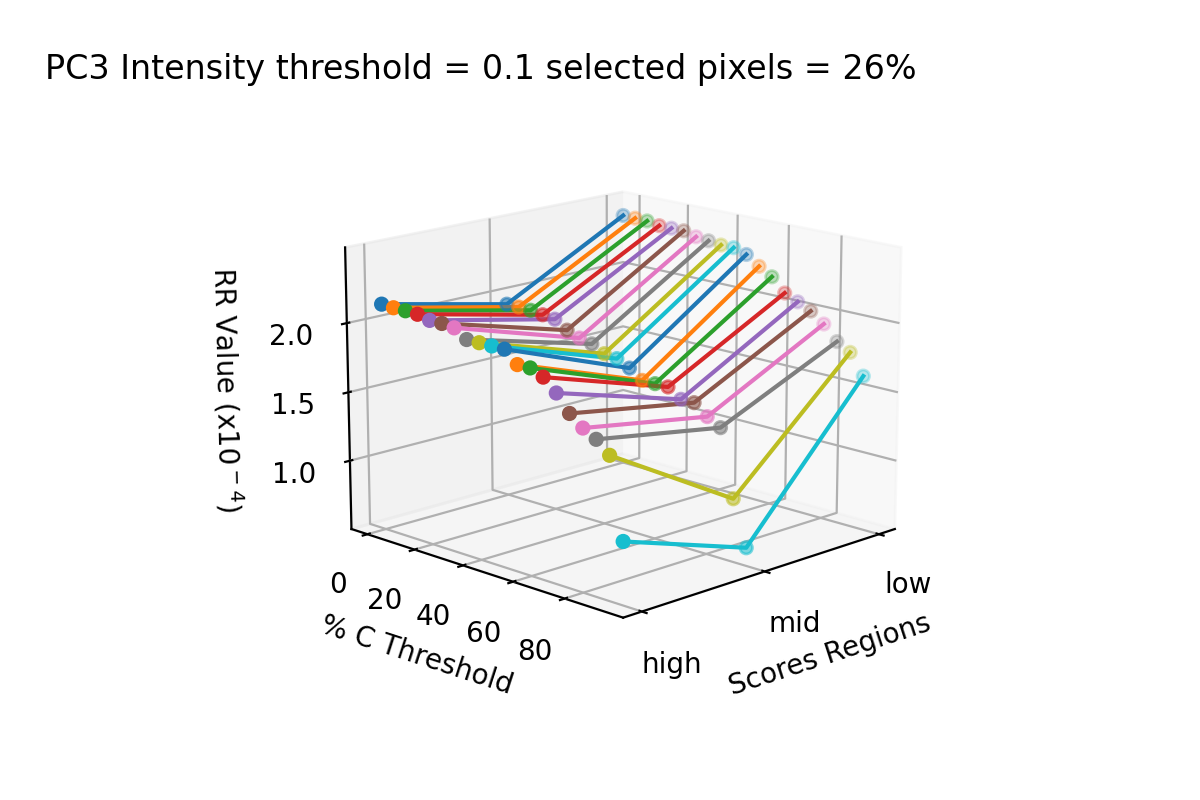 PC3 Intensity threshold = 0.1 selected pixels = 26%
RR Value (x10⁻⁴)
2.0
1.5
1.0
0
20
40
60
80
% C Threshold
high
mid
low
Scores Regions